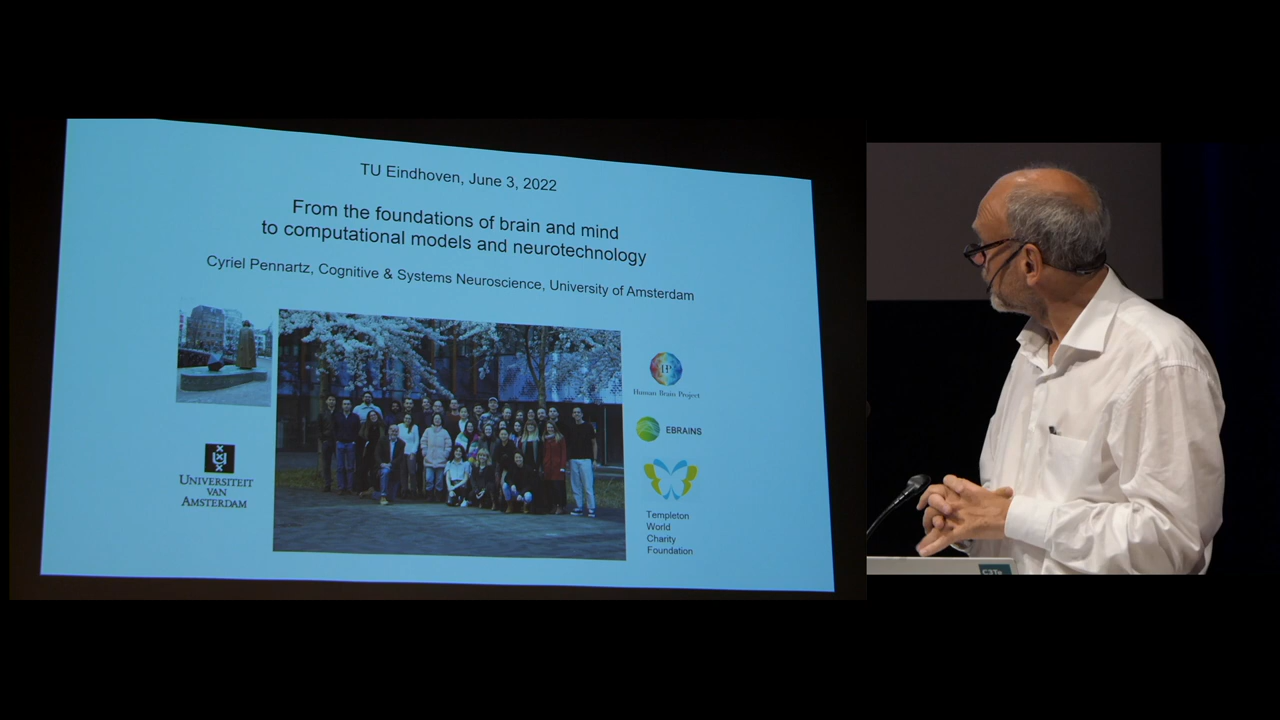 TU Eindhoven, June 3, 2022
From the foundations of brain and mind
to computational models and neurotechnology
Cyriel Pennartz, Cognitive & Systems Neuroscience, University of Amsterdam
UNIVERSITEIT
VAN
AMSTERDAM
Human Brain Project
EBRAINS
Templeton
World
Charity
Foundation